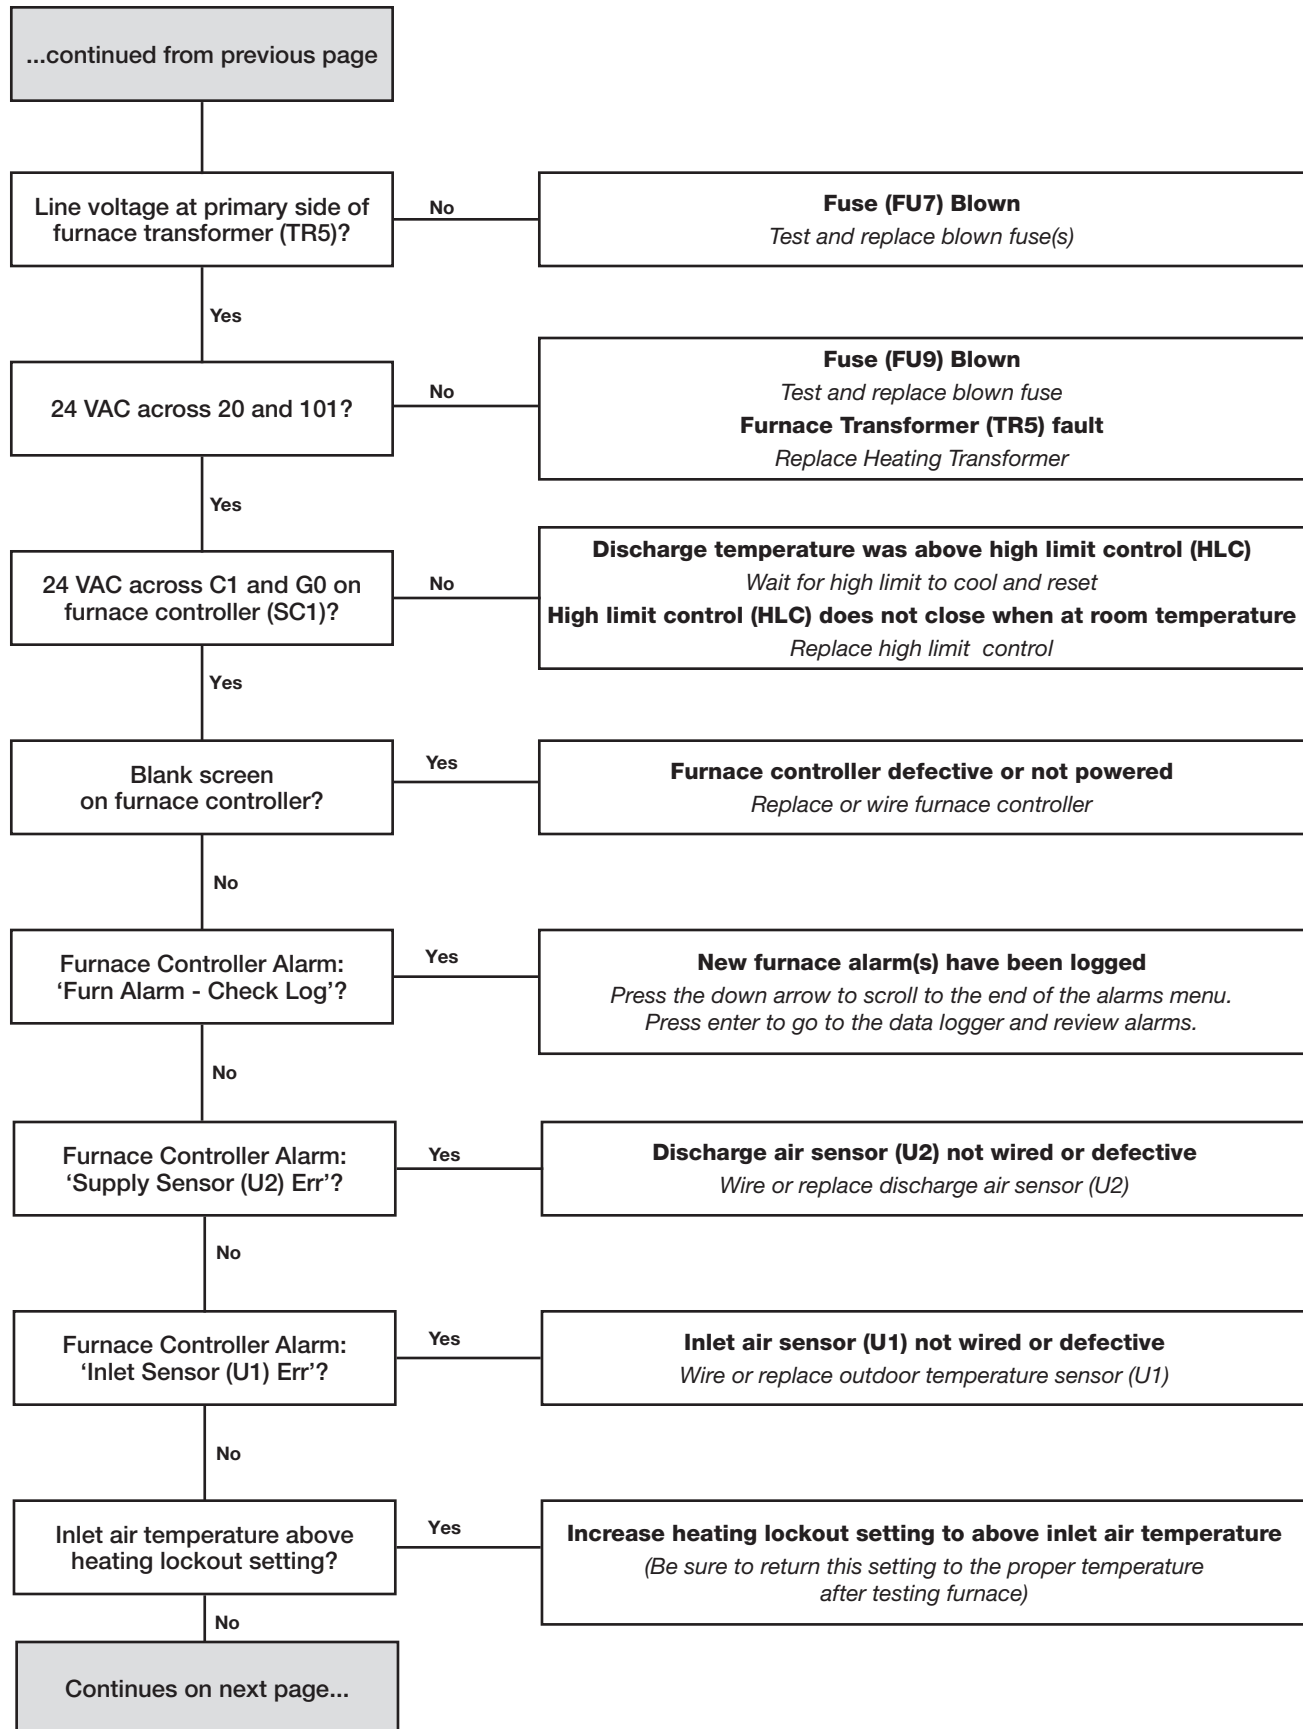 ...continued from previous page
Line voltage at primary side of
furnace transformer (TR5)?
No
Fuse (FU7) Blown
Test and replace blown fuse(s)
Yes
24 VAC across 20 and 101?
No
Fuse (FU9) Blown
Test and replace blown fuse
Furnace Transformer (TR5) fault
Replace Heating Transformer
Yes
24 VAC across C1 and G0 on
furnace controller (SC1)?
No
Discharge temperature was above high limit control (HLC)
Wait for high limit to cool and reset
High limit control (HLC) does not close when at room temperature
Replace high limit control
Yes
Blank screen
on furnace controller?
Yes
Furnace controller defective or not powered
Replace or wire furnace controller
No
Furnace Controller Alarm:
‘Furn Alarm - Check Log’?
Yes
New furnace alarm(s) have been logged
Press the down arrow to scroll to the end of the alarms menu.
Press enter to go to the data logger and review alarms.
No
Furnace Controller Alarm:
‘Supply Sensor (U2) Err’?
Yes
Discharge air sensor (U2) not wired or defective
Wire or replace discharge air sensor (U2)
No
Furnace Controller Alarm:
‘Inlet Sensor (U1) Err’?
Yes
Inlet air sensor (U1) not wired or defective
Wire or replace outdoor temperature sensor (U1)
No
Inlet air temperature above
heating lockout setting?
Yes
Increase heating lockout setting to above inlet air temperature
(Be sure to return this setting to the proper temperature
after testing furnace)
No
Continues on next page...